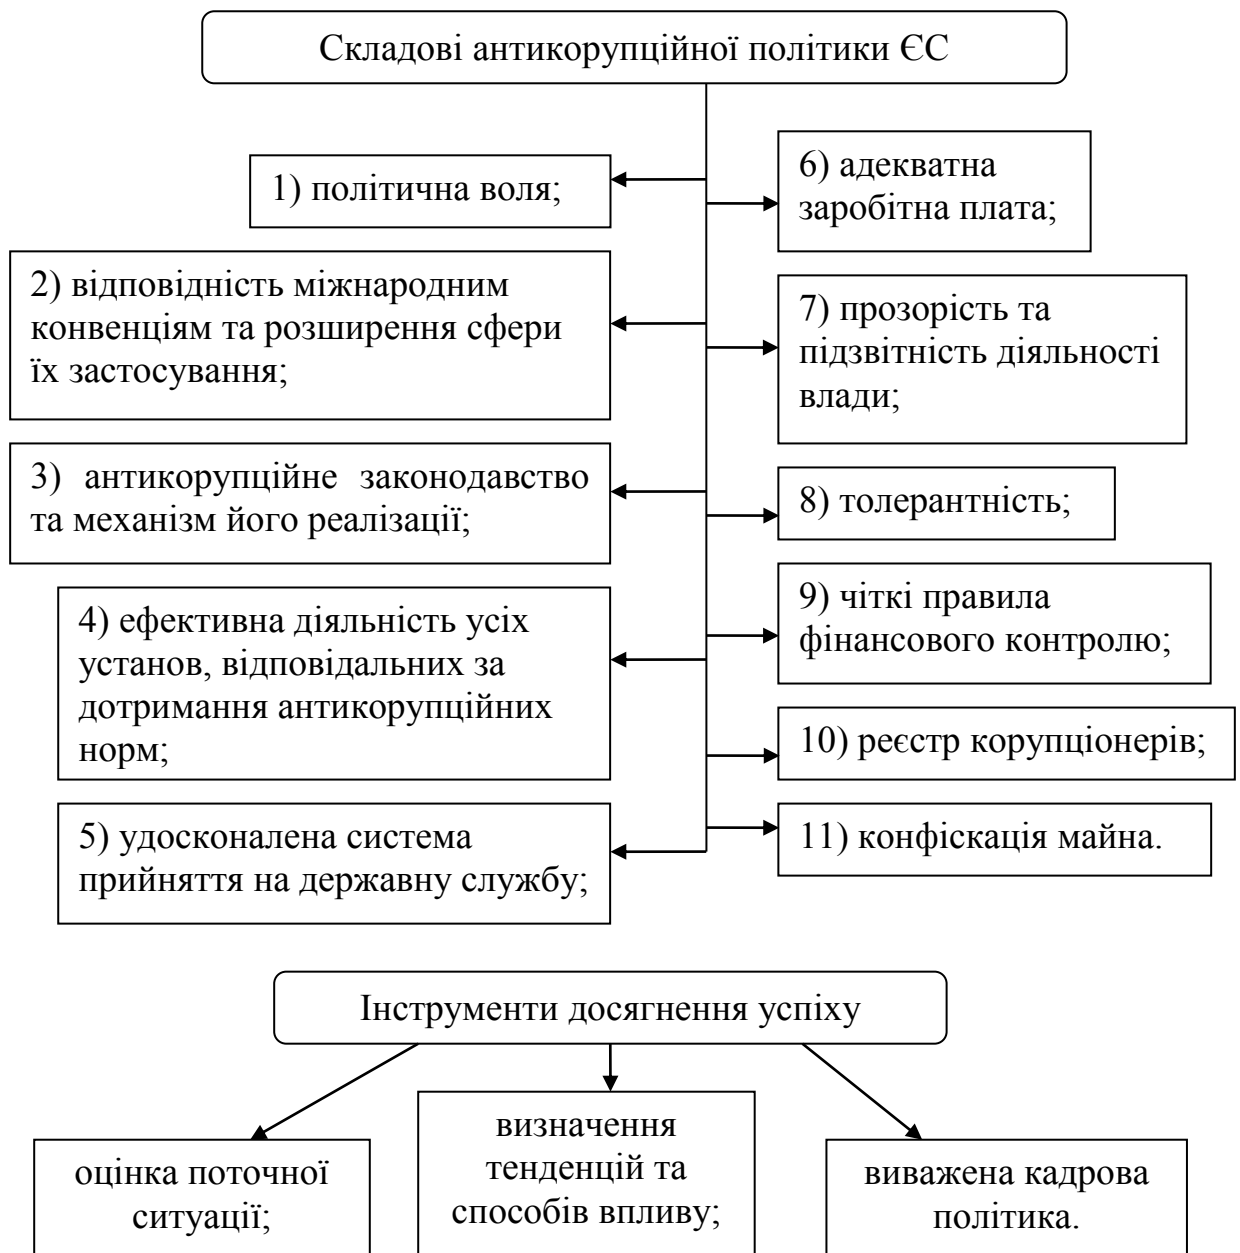 Складові антикорупційної політики ЄС
1) політична воля;
2) відповідність міжнародним
конвенціям та розширення сфери
їх застосування;
3) антикорупційне законодавство
та механізм його реалізації;
4) ефективна діяльність усіх
установ, відповідальних за
дотримання антикорупційних
норм;
5) удосконалена система
прийняття на державну службу;
6) адекватна
заробітна плата;
7) прозорість та
підзвітність діяльності
влади;
8) толерантність;
9) чіткі правила
фінансового контролю;
10) реєстр корупціонерів;
11) конфіскація майна.
Інструменти досягнення успіху
оцінка поточної
ситуації;
визначення
тенденцій та
способів впливу;
виважена кадрова
політика.